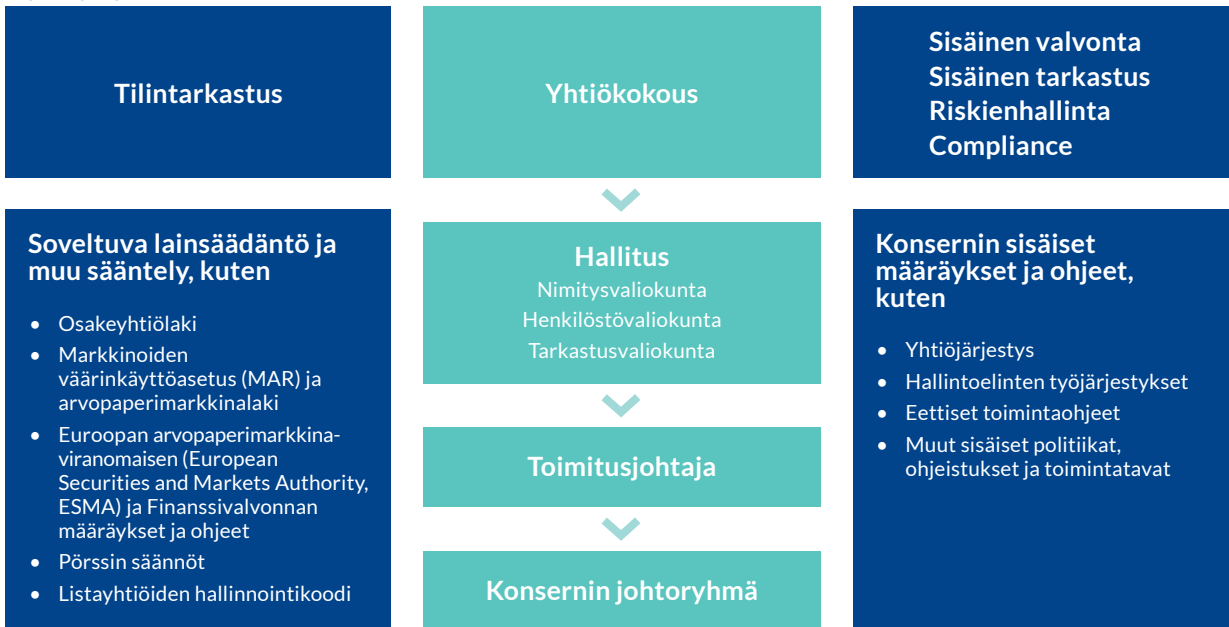 Tilintarkastus
Yhtiökokous
Sisäinen valvonta
Sisäinen tarkastus
Riskienhallinta
Compliance
Soveltuva lainsäädäntö ja
muu sääntely, kuten
• Osakeyhtiölaki
• Markkinoiden
väärinkäyttöasetus (MAR) ja
arvopaperimarkkinalaki
• Euroopan arvopaperimarkkina-
viranomaisen (European
Securities and Markets Authority,
ESMA) ja Finanssivalvonnan
määräykset ja ohjeet
• Pörssin säännöt
• Listayhtiöiden hallinnointikoodi
Hallitus
Nimitysvaliokunta
Henkilöstövaliokunta
Tarkastusvaliokunta
Toimitusjohtaja
Konsernin johtoryhmä
Konsernin sisäiset
määräykset ja ohjeet,
kuten
• Yhtiöjärjestys
• Hallintoelinten työjärjestykset
• Eettiset toimintaohjeet
• Muut sisäiset politiikat,
ohjeistukset ja toimintatavat